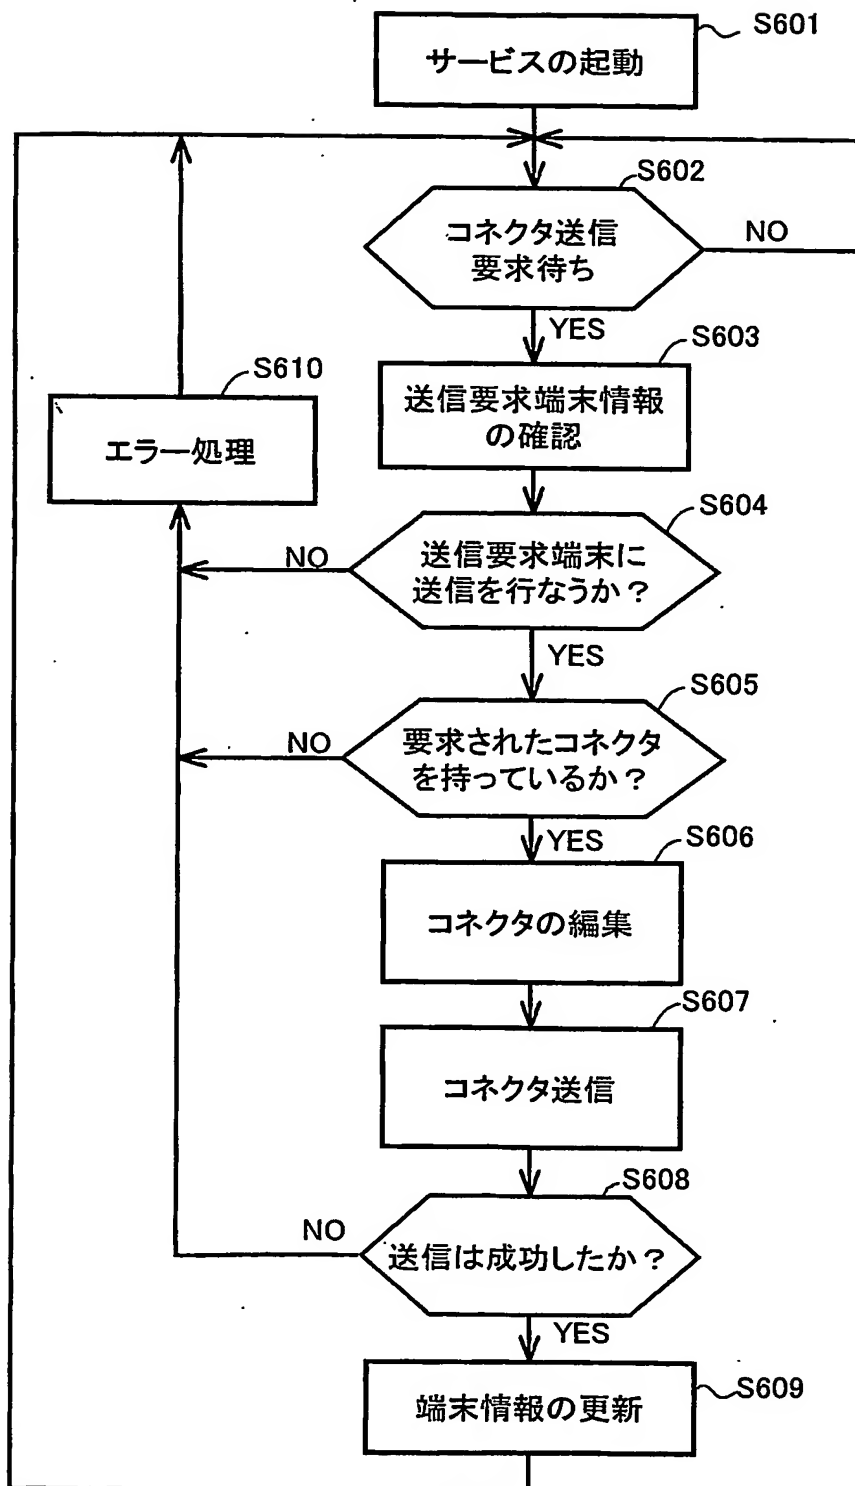 S601
サービスの起動
S602
コネクタ送信
要求待ち
NO
YES
S603
送信要求端末情報
の確認
S610
エラー処理
S604
送信要求端末に
送信を行なうか？
NO
YES
S605
要求されたコネクタ
を持っているか？
NO
YES
S606
コネクタの編集
S607
コネクタ送信
S608
送信は成功したか？
NO
YES
S609
端末情報の更新